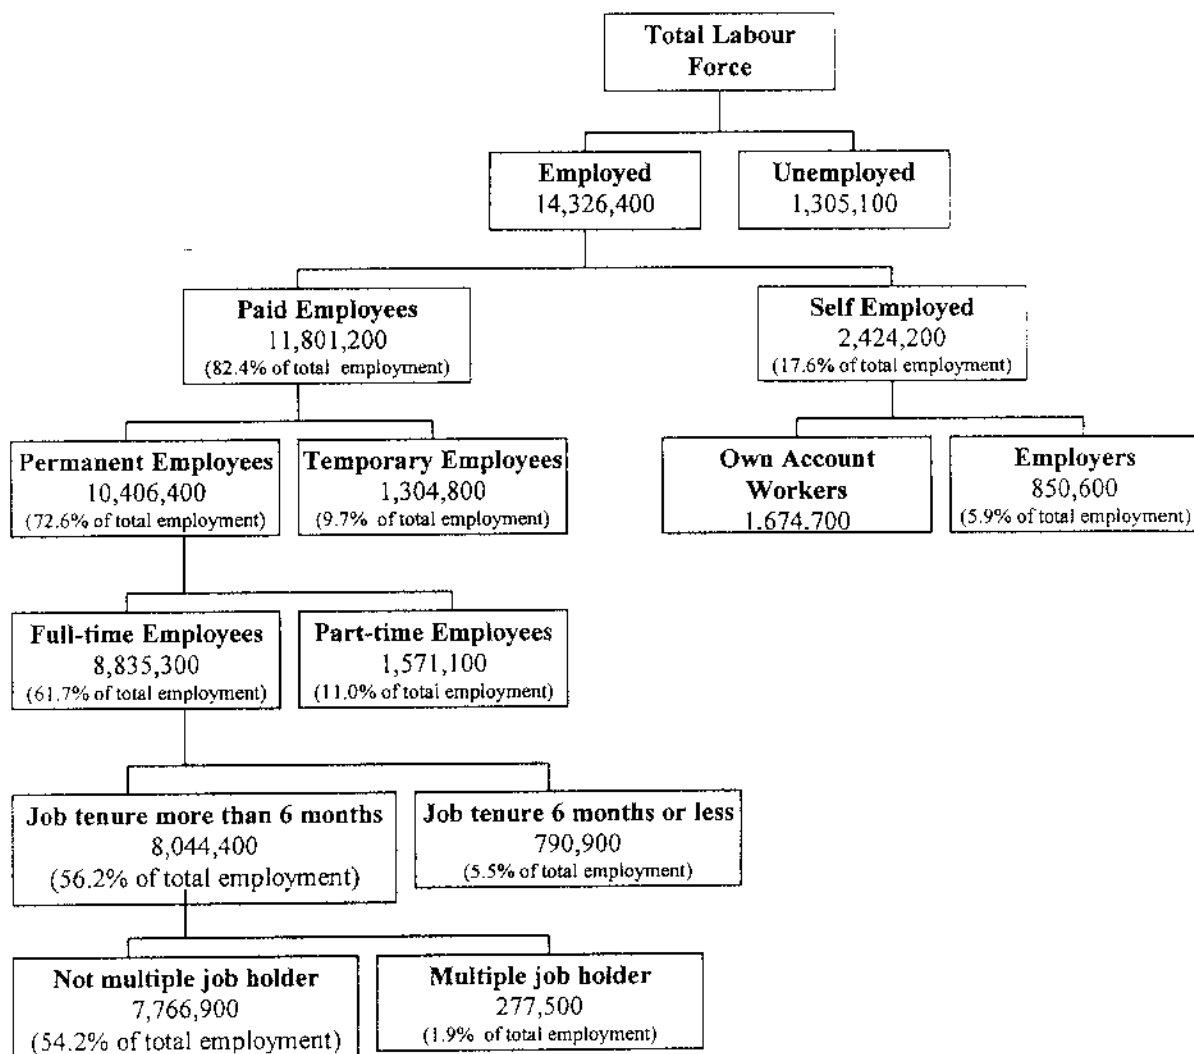 Total Labour
Force
Employed
14,326,400
Unemployed
1,305,100
Paid Employees
11,801,200
(82.4% of total employment)
Self Employed
2,424,200
(17.6% of total employment)
Permanent Employees
10,406,400
(72.6% of total employment)
Temporary Employees
1,304,800
(9.7% of total employment)
Own Account
Workers
1,674,700
Employers
850,600
(5.9% of total employment)
Full-time Employees
8,835,300
(61.7% of total employment)
Part-time Employees
1,571,100
(11.0% of total employment)
Job tenure more than 6 months
8,044,400
(56.2% of total employment)
Job tenure 6 months or less
790,900
(5.5% of total employment)
Not multiple job holder
7,766,900
(54.2% of total employment)
Multiple job holder
277,500
(1.9% of total employment)